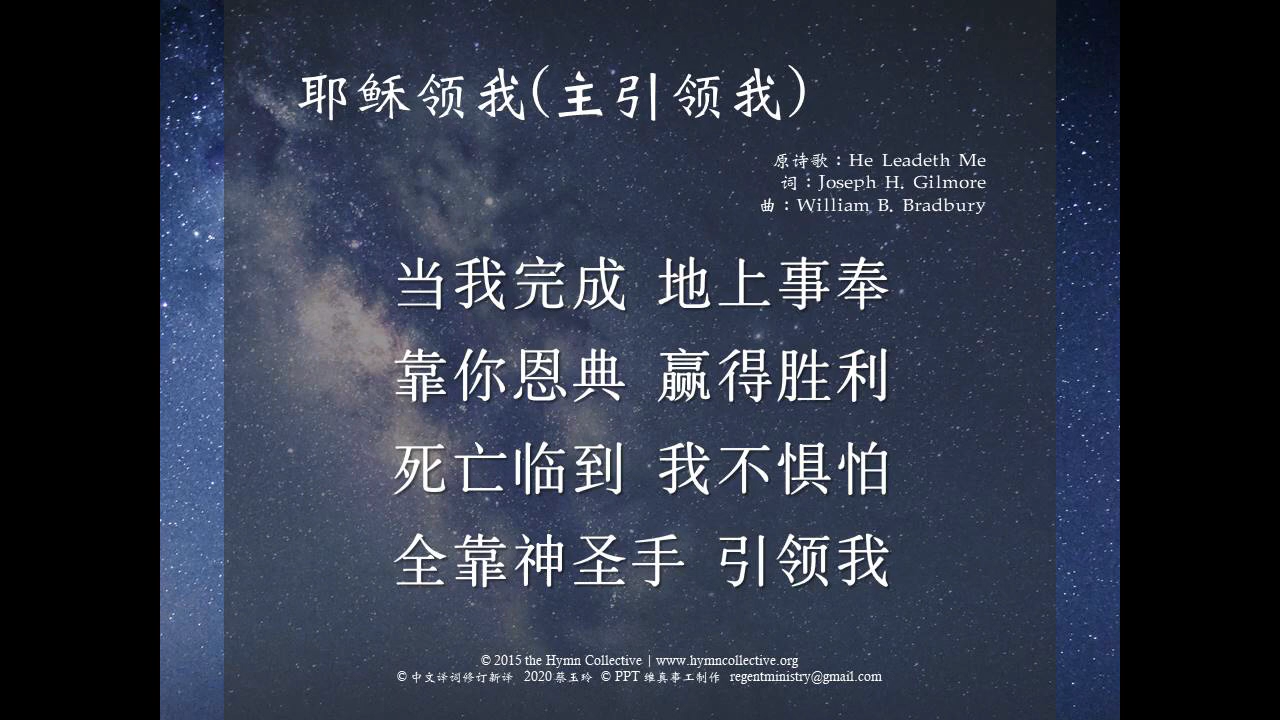 耶稣领我(主引领我)
原诗歌：He Leadeth Me
词：Joseph H. Gilmore
曲：William B. Bradbury
当我完成 地上事奉
靠你恩典 赢得胜利
死亡临到 我不惧怕
全靠神圣手 引领我
© 2015 the Hymn Collective | www.hymncollective.org
© 中文译词修订新译 2020 蔡玉玲 © PPT 维真事工制作 regentministry@gmail.com